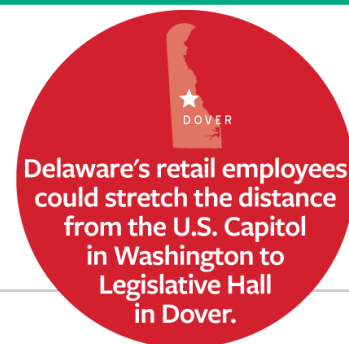 DOVER
Delaware's retail employees
could stretch the distance
from the U.S. Capitol
in Washington to
Legislative Hall
in Dover.